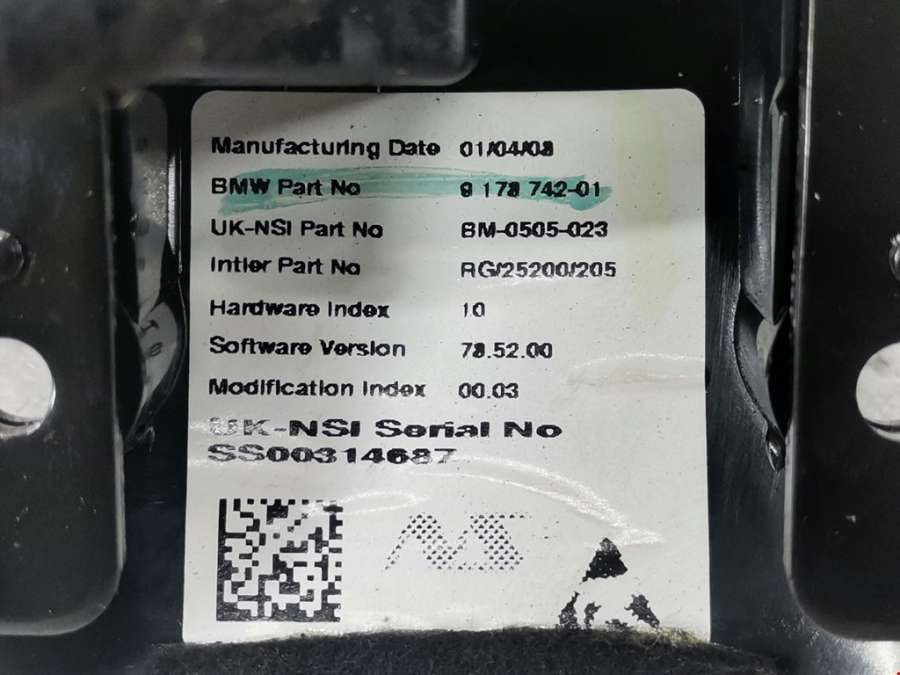 Manufacturing Date 01/04/08
BMW Part No 9 178 742-01
UK-NSI Part No BM-0505-023
Intier Part No RG/25200/205
Hardware Index 10
Software Version 78.52.00
Modification Index 00.03
UK-NSI Serial No
SS00314687